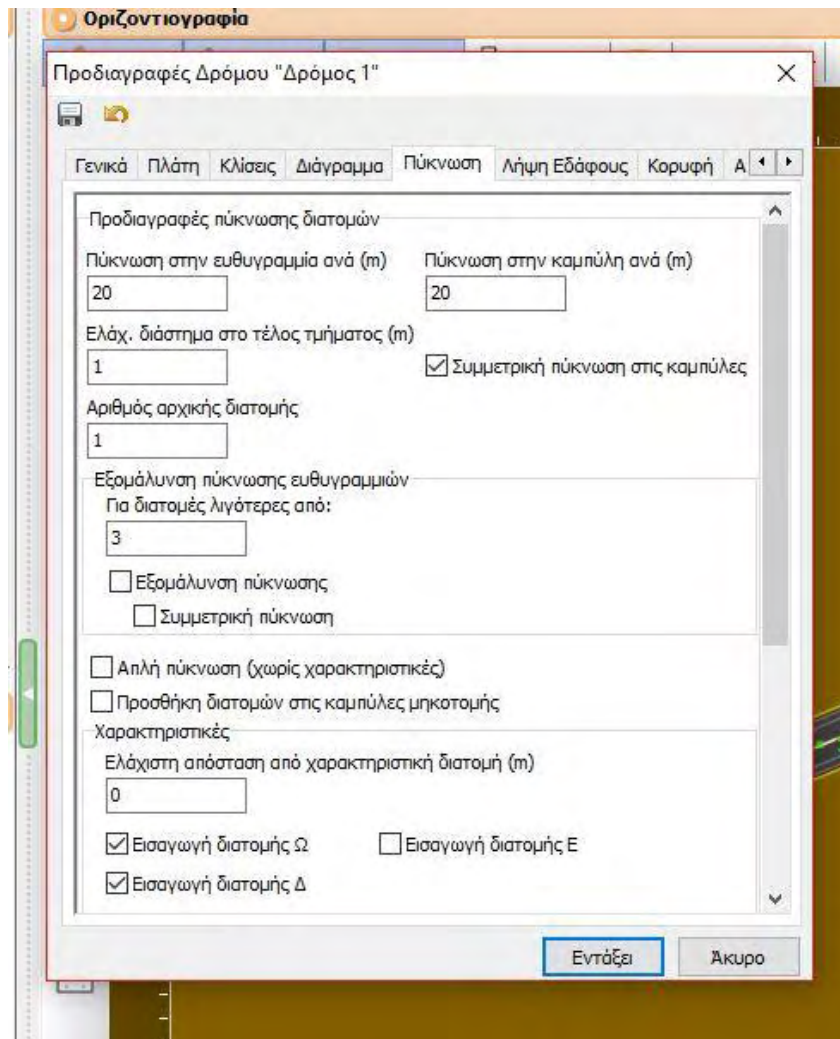 Οριζοντιογραφία
Προδιαγραφές Δρόμου "Δρόμος 1"
Γενικά Πλάτη Κλίσεις Διάγραμμα Πύκνωση Λήψη Εδάφους Κορυφή Α
Προδιαγραφές πύκνωσης διατομών
Πύκνωση στην ευθυγραμμία ανά (m) Πύκνωση στην καμπύλη ανά (m)
20 20
Ελάχ. διάστημα στο τέλος τμήματος (m)
1 Συμμετρική πύκνωση στις καμπύλες
Αριθμός αρχικής διατομής
1
Εξομάλυνση πύκνωσης ευθυγραμμιών
Για διατομές λιγότερες από:
3
Εξομάλυνση πύκνωσης
Συμμετρική πύκνωση
Απλή πύκνωση (χωρίς χαρακτηριστικές)
Προσθήκη διατομών στις καμπύλες μηκοτομής
Χαρακτηριστικές
Ελάχιστη απόσταση από χαρακτηριστική διατομή (m)
0
Εισαγωγή διατομής Ω Εισαγωγή διατομής Ε
Εισαγωγή διατομής Δ
Εντάξει Άκυρο